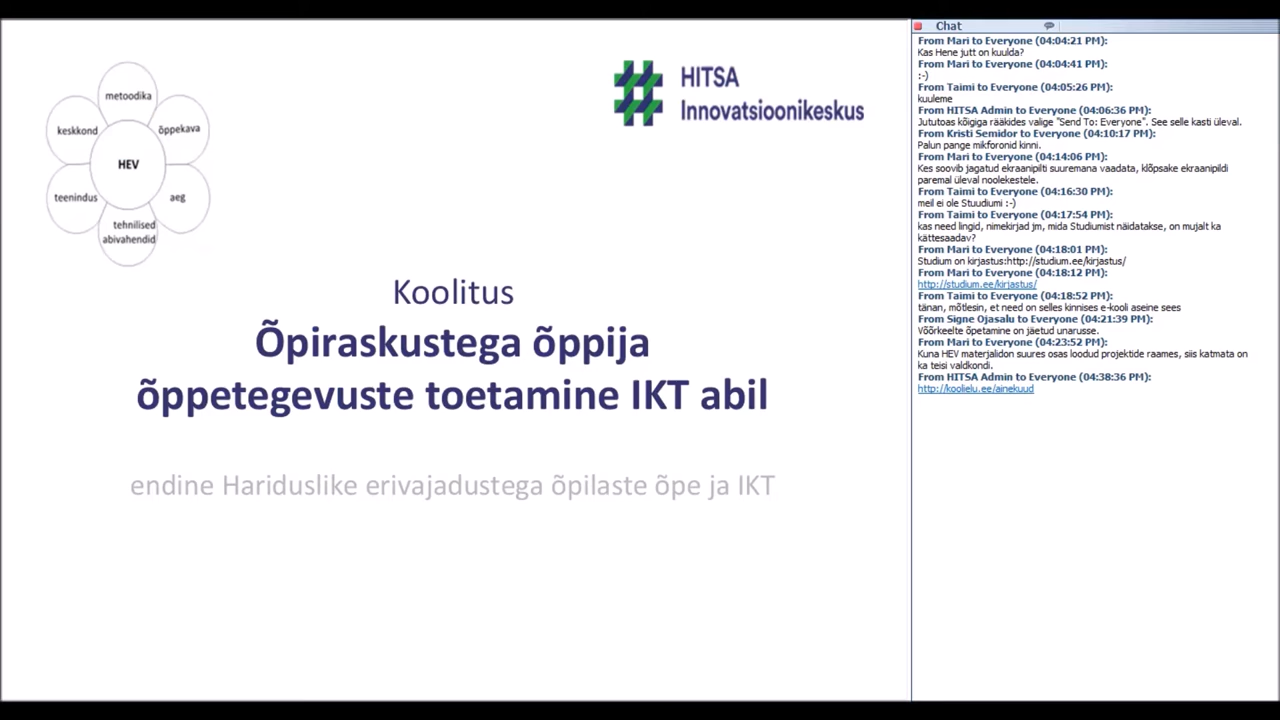 metoodika
keskkond
õppekava
HEV
teenindus
aeg
tehnilised
abivahendid
HITSA
Innovatsioonikeskus
Koolitus
Õpiraskustega õppija
õppetegevuste toetamine IKT abil
endine Hariduslike erivajadustega õpilaste õpe ja IKT
Chat
From Mari to Everyone (04:04:21 PM):
Kas Hene jutt on kuulda?
From Mari to Everyone (04:04:41 PM):
:-)
From Taimi to Everyone (04:05:26 PM):
kuuleme
From HITSA Admin to Everyone (04:06:36 PM):
Jututoas kõigiga rääkides valige "Send To: Everyone". See selle kasti üleval.
From Kristi Semidor to Everyone (04:10:17 PM):
Palun pange mikforonid kinni.
From Mari to Everyone (04:14:06 PM):
Kes soovib jagatud ekraanipilti suuremana vaadata, klõpsake ekraanipildi
paremal üleval noolekestele.
From Taimi to Everyone (04:16:30 PM):
meil ei ole Stuudiumi :-)
From Taimi to Everyone (04:17:54 PM):
kas need lingid, nimekirjad jm, mida Studiumist näidatakse, on mujalt ka
kättesaadav?
From Mari to Everyone (04:18:01 PM):
Studium on kirjastus:http://studium.ee/kirjastus/
From Mari to Everyone (04:18:12 PM):
http://studium.ee/kirjastus/
From Taimi to Everyone (04:18:52 PM):
tänan, mõtlesin, et need on selles kinnises e-kooli aseine sees
From Signe Ojasalu to Everyone (04:21:39 PM):
Võõrkeelte õpetamine on jäetud unarusse.
From Mari to Everyone (04:23:52 PM):
Kuna HEV materjalidon suures osas loodud projektide raames, siis katmata on
ka teisi valdkondi.
From HITSA Admin to Everyone (04:38:36 PM):
http://koolielu.ee/ainekuud